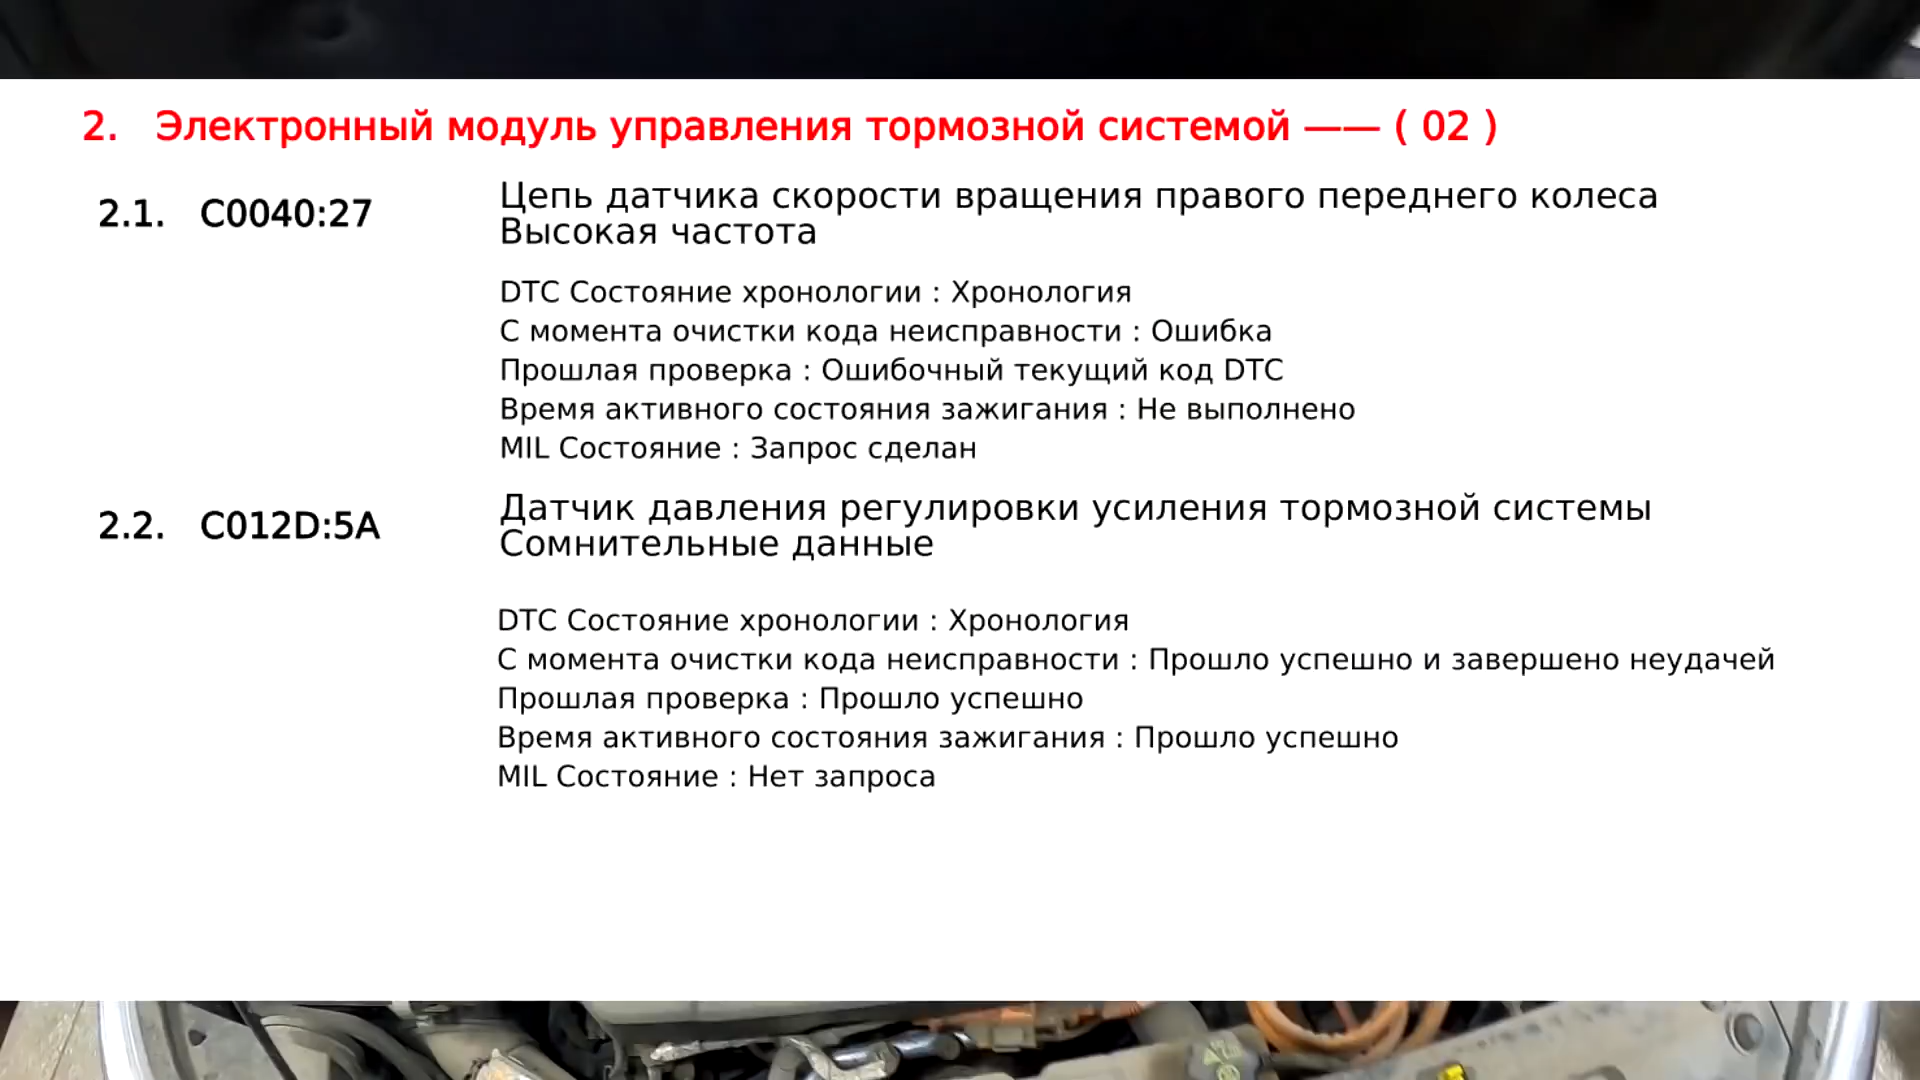 2. Электронный модуль управления тормозной системой —— ( 02 )
2.1. C0040:27 Цепь датчика скорости вращения правого переднего колеса
Высокая частота
DTC Состояние хронологии : Хронология
С момента очистки кода неисправности : Ошибка
Прошлая проверка : Ошибочный текущий код DTC
Время активного состояния зажигания : Не выполнено
MIL Состояние : Запрос сделан
2.2. C012D:5A Датчик давления регулировки усиления тормозной системы
Сомнительные данные
DTC Состояние хронологии : Хронология
С момента очистки кода неисправности : Прошло успешно и завершено неудачей
Прошлая проверка : Прошло успешно
Время активного состояния зажигания : Прошло успешно
MIL Состояние : Нет запроса